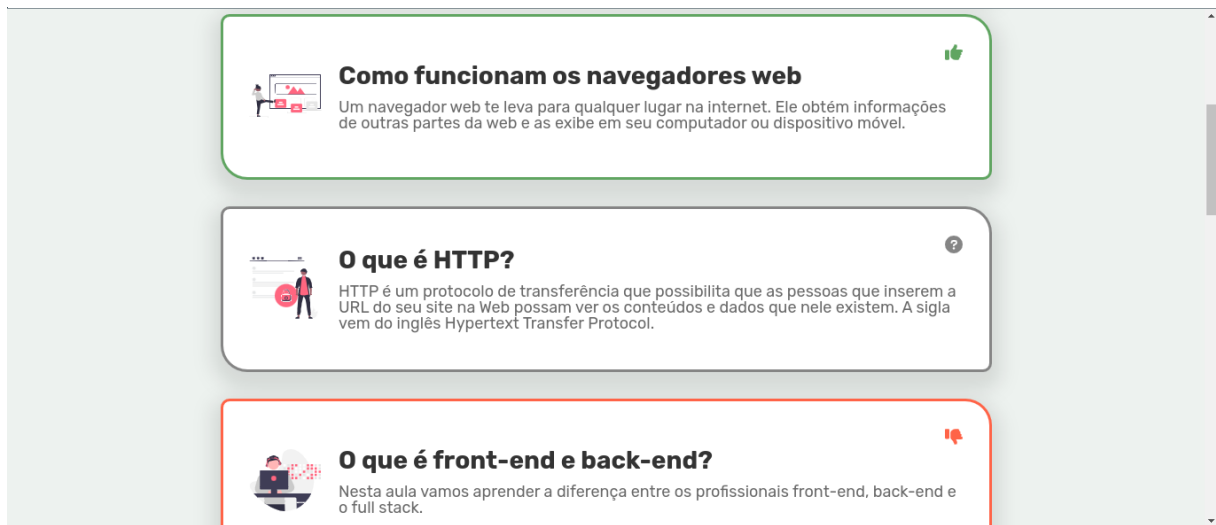 Como funcionam os navegadores web
Um navegador web te leva para qualquer lugar na internet. Ele obtém informações
de outras partes da web e as exibe em seu computador ou dispositivo móvel.
O que é HTTP?
HTTP é um protocolo de transferência que possibilita que as pessoas que inserem a
URL do seu site na Web possam ver os conteúdos e dados que nele existem. A sigla
vem do inglês Hypertext Transfer Protocol.
O que é front-end e back-end?
Nesta aula vamos aprender a diferença entre os profissionais front-end, back-end e
o full stack.